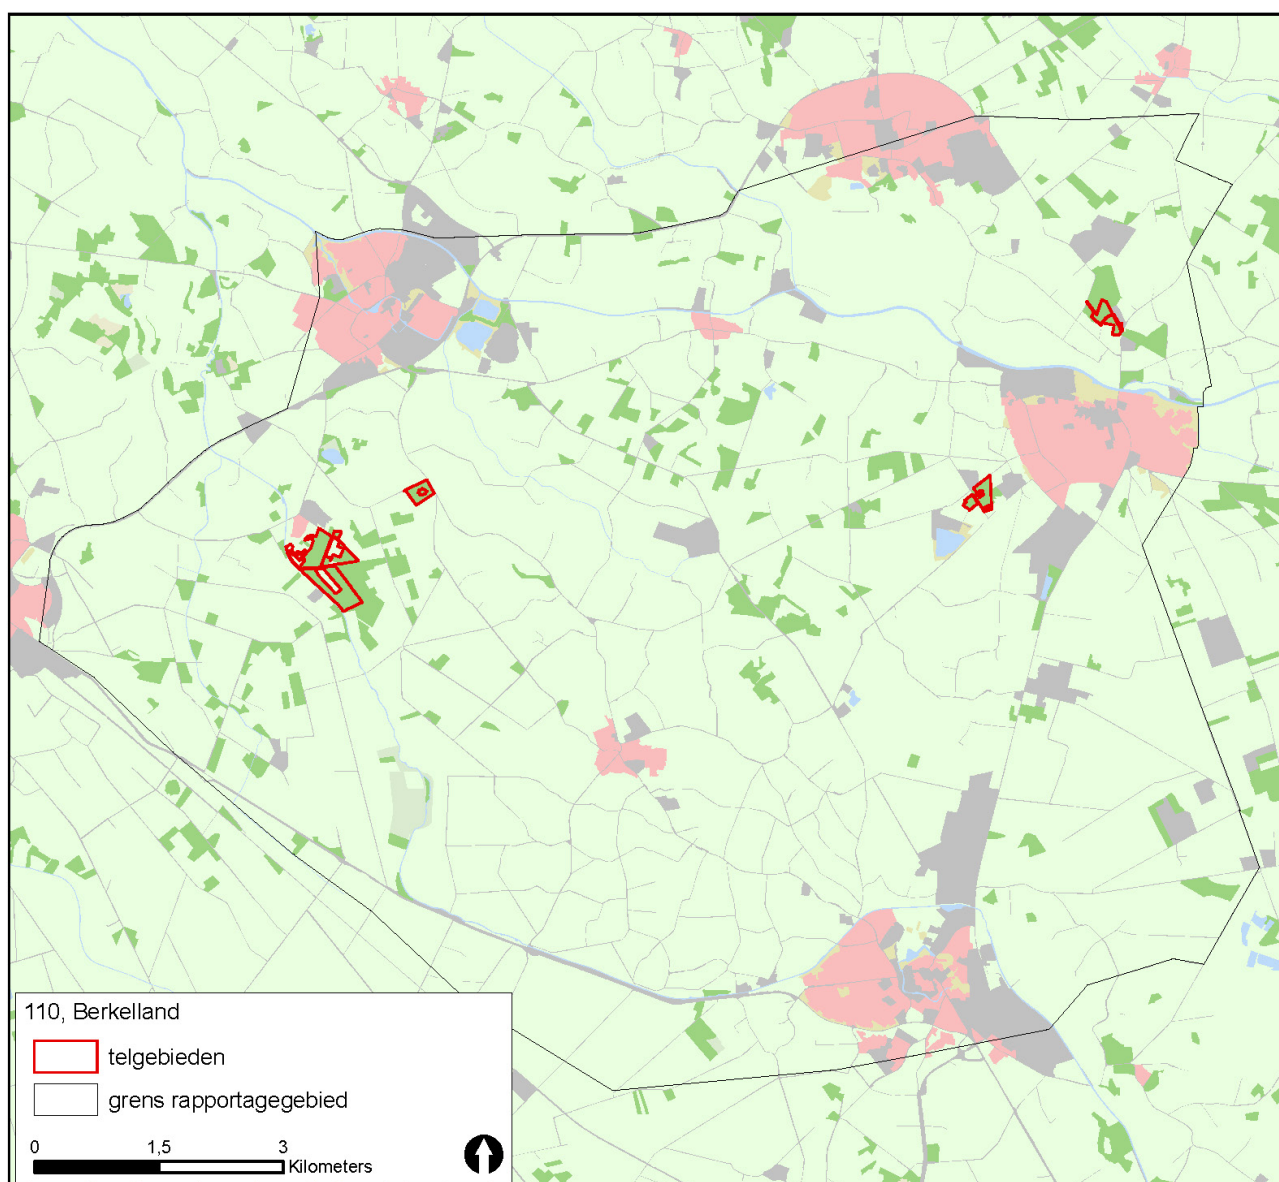 110, Berkelland
telgebieden
grens rapportagegebied
0 1,5 3
Kilometers